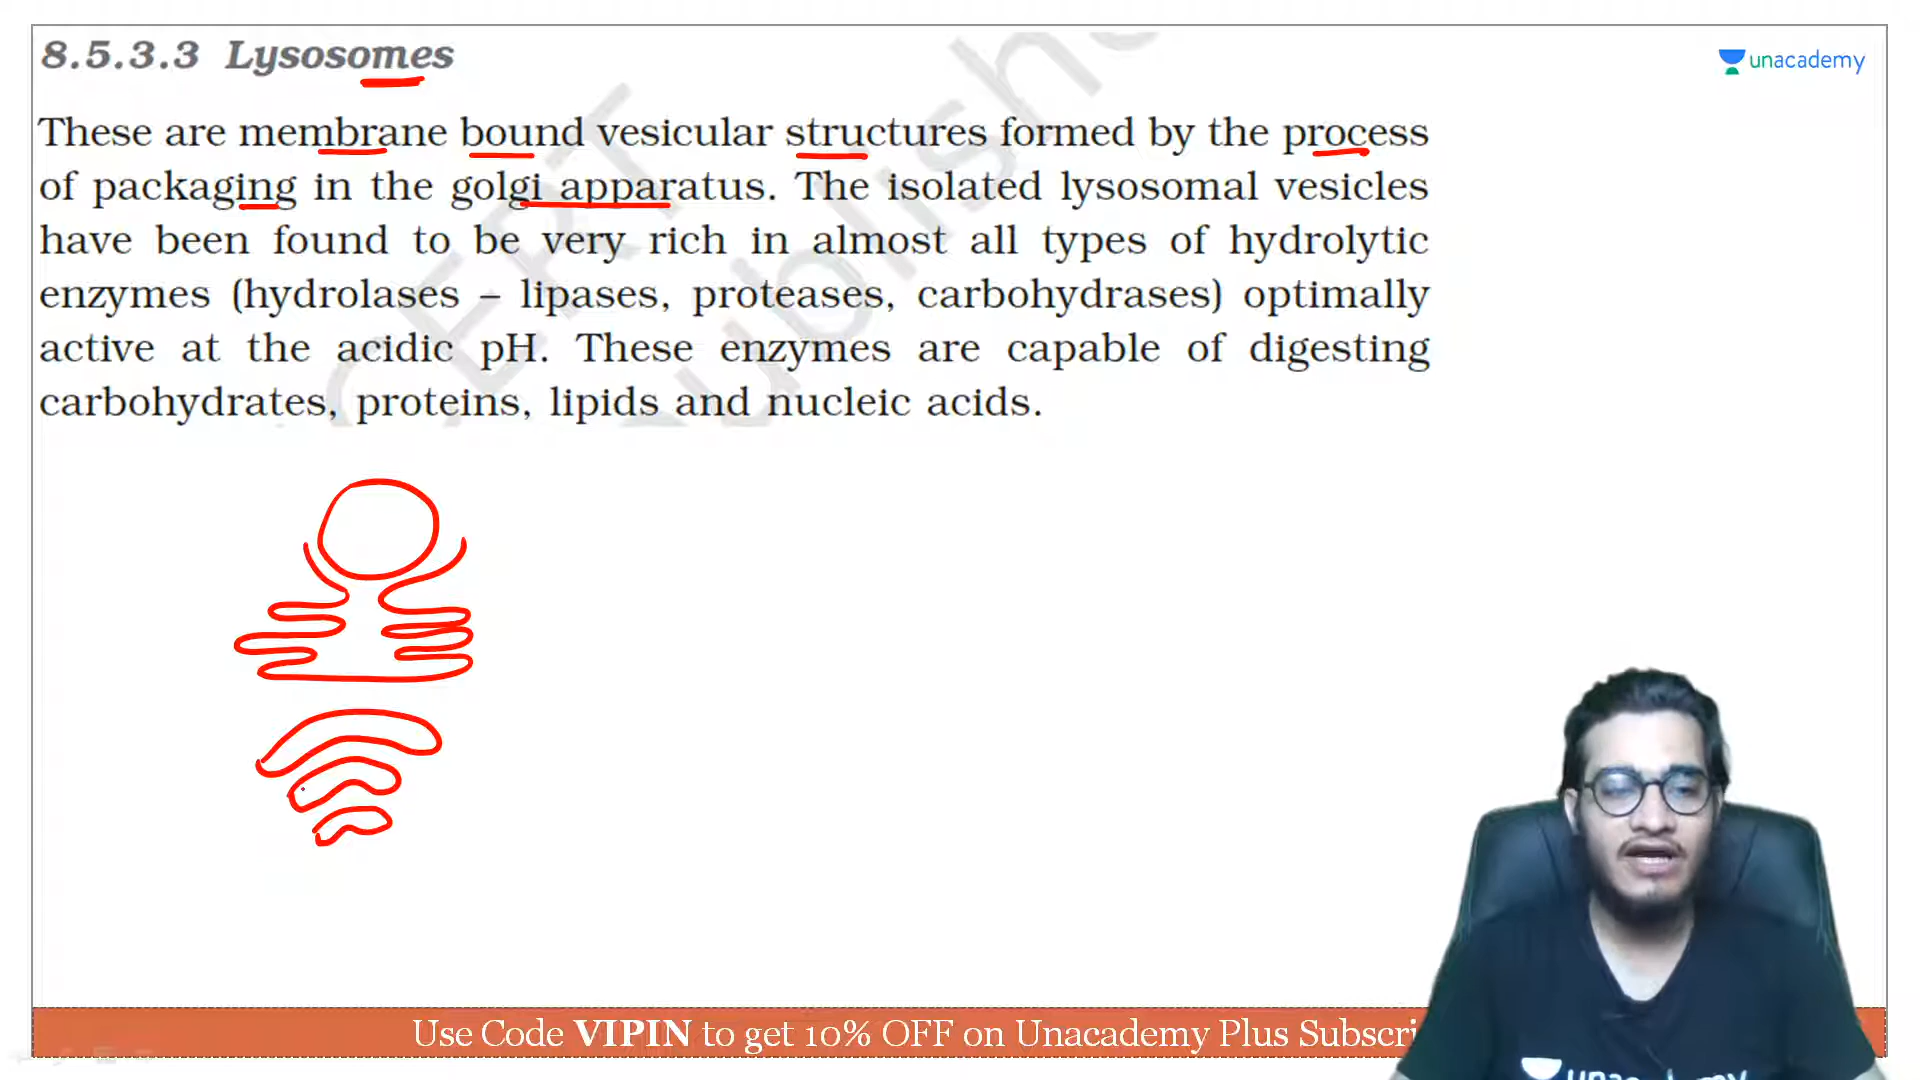 8.5.3.3 Lysosomes
unacademy
These are membrane bound vesicular structures formed by the process
of packaging in the golgi apparatus. The isolated lysosomal vesicles
have been found to be very rich in almost all types of hydrolytic
enzymes (hydrolases – lipases, proteases, carbohydrases) optimally
active at the acidic pH. These enzymes are capable of digesting
carbohydrates, proteins, lipids and nucleic acids.
Use Code VIPIN to get 10% OFF on Unacademy Plus Subscri